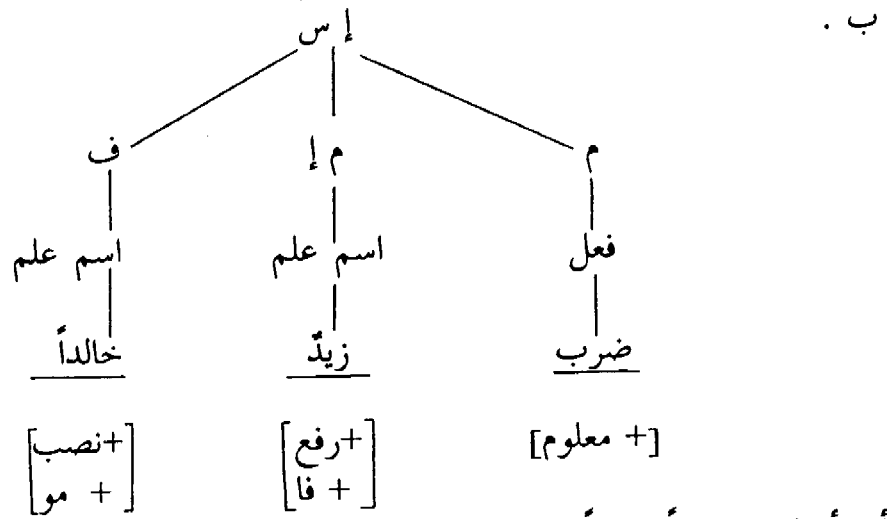 ب .
إ س
م م إ ف
فعل اسم علم اسم علم
ضرب زيدٌ خالداً
[+ معلوم] [+رفع [+نصب
+ فا] + مو]